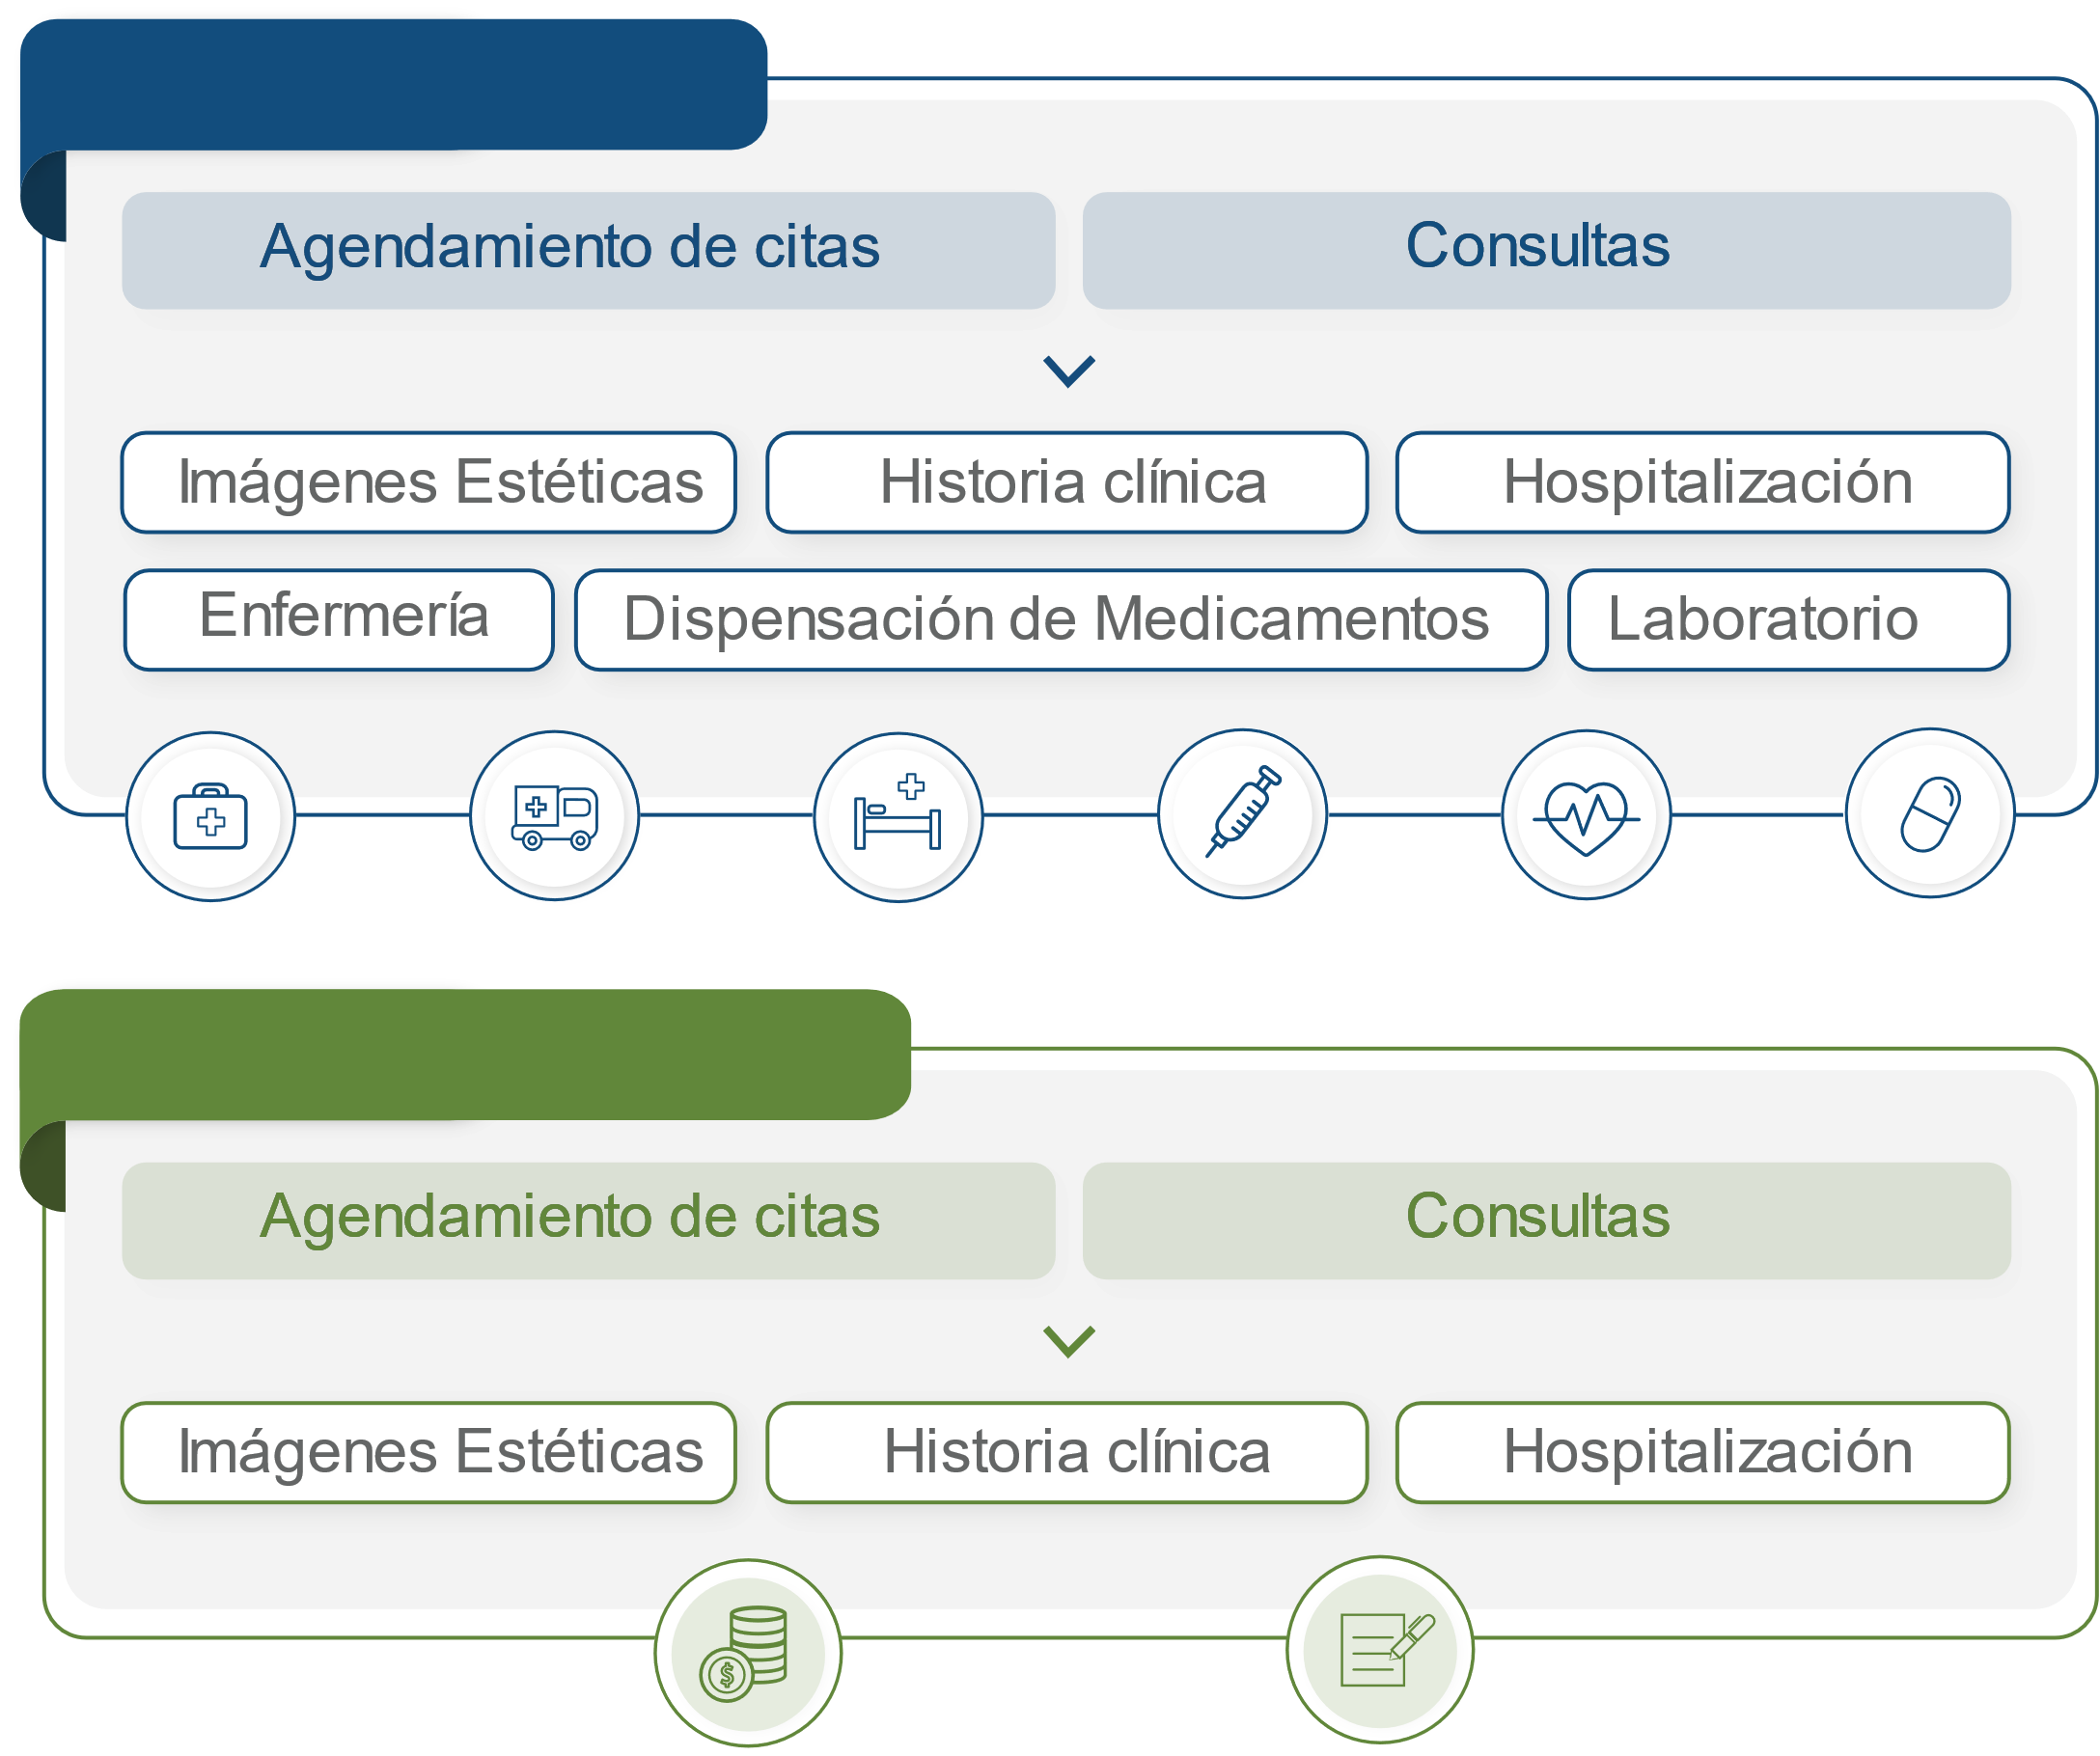 Agendamiento de citas
Consultas
Imágenes Estéticas
Historia clínica
Hospitalización
Enfermería
Dispensación de Medicamentos
Laboratorio
Agendamiento de citas
Consultas
Imágenes Estéticas
Historia clínica
Hospitalización
$